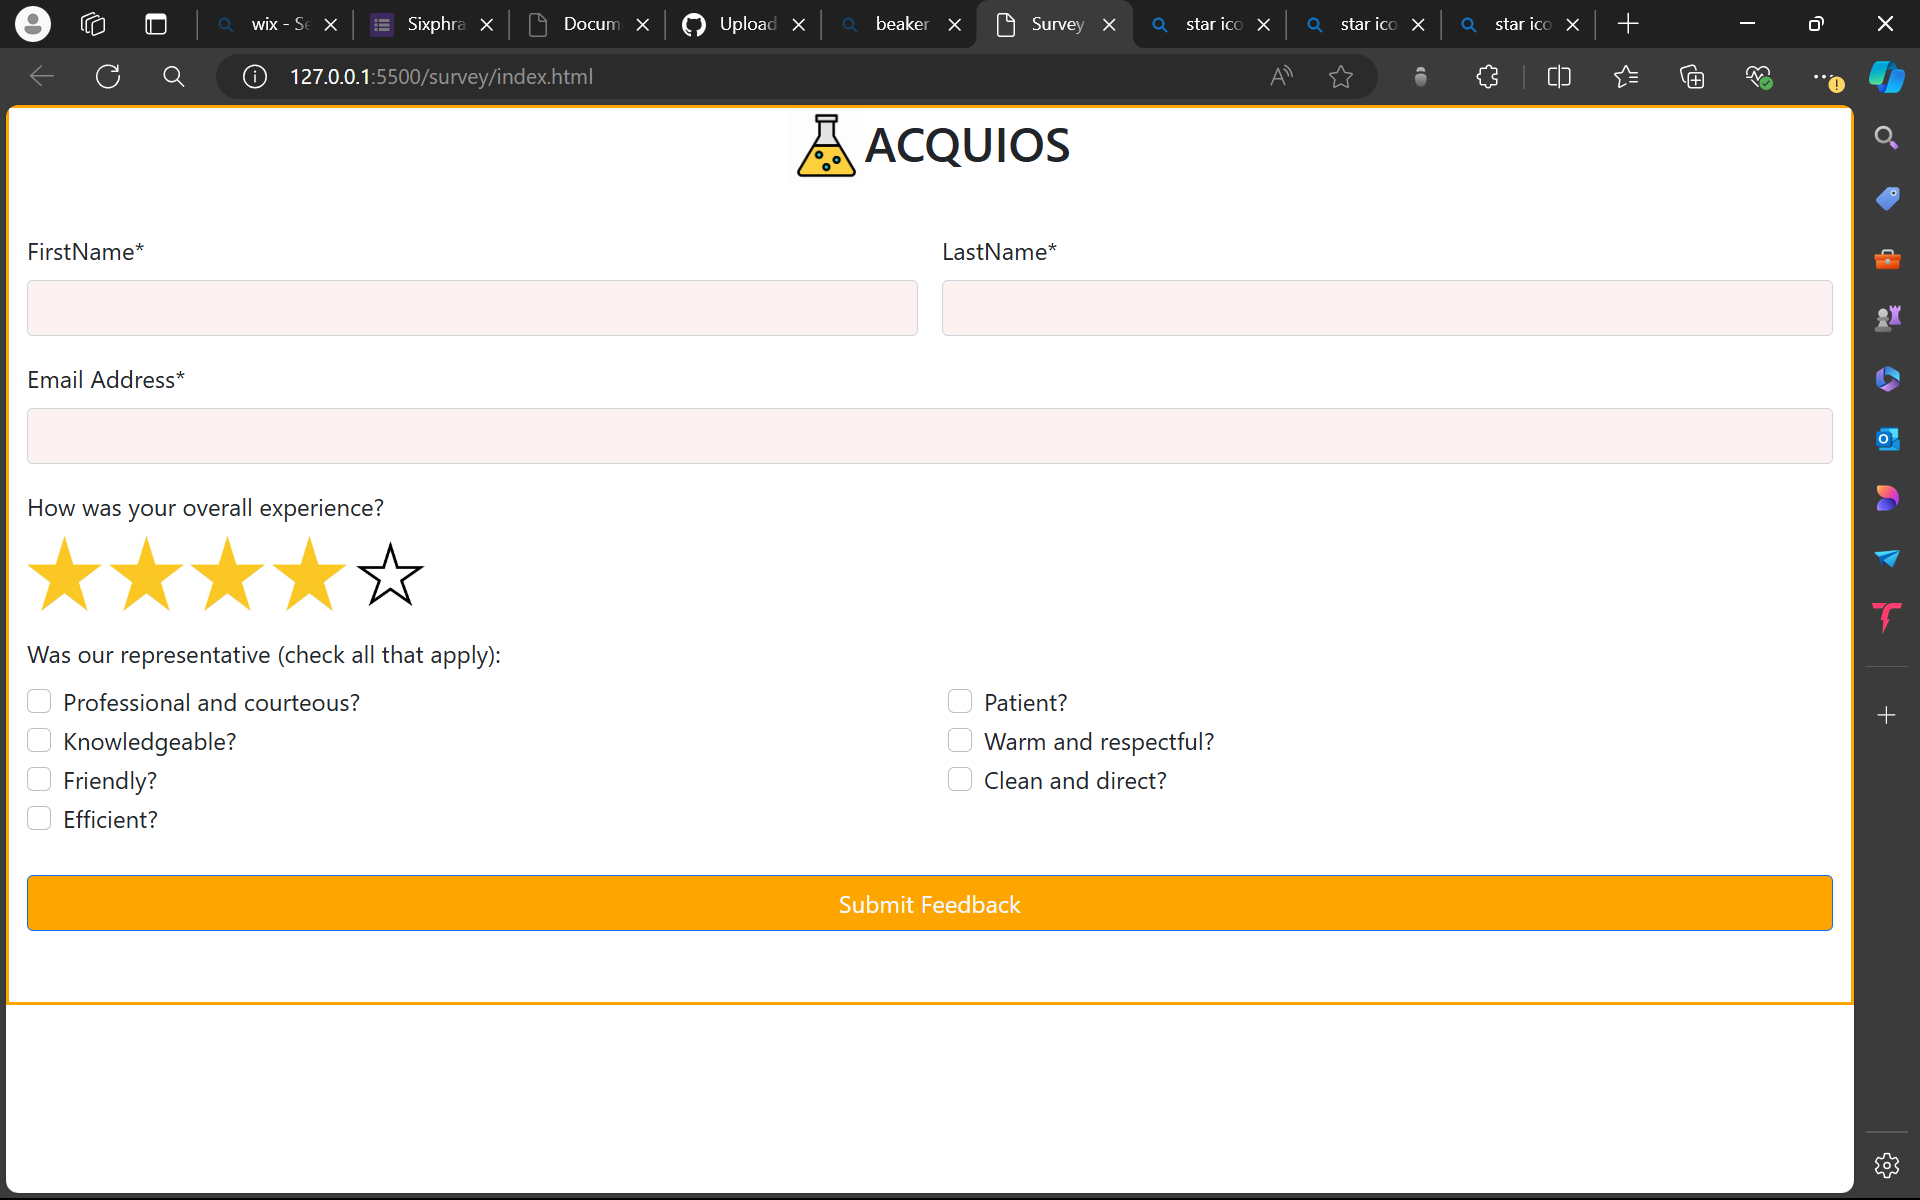 wix - Se
Sixphra
Docum
Upload
beaker
Survey
star ico
star ico
star ico
127.0.0.1:5500/survey/index.html
ACQUIOS
FirstName*
LastName*
Email Address*
How was your overall experience?
Was our representative (check all that apply):
Professional and courteous?
Patient?
Knowledgeable?
Warm and respectful?
Friendly?
Clean and direct?
Efficient?
Submit Feedback